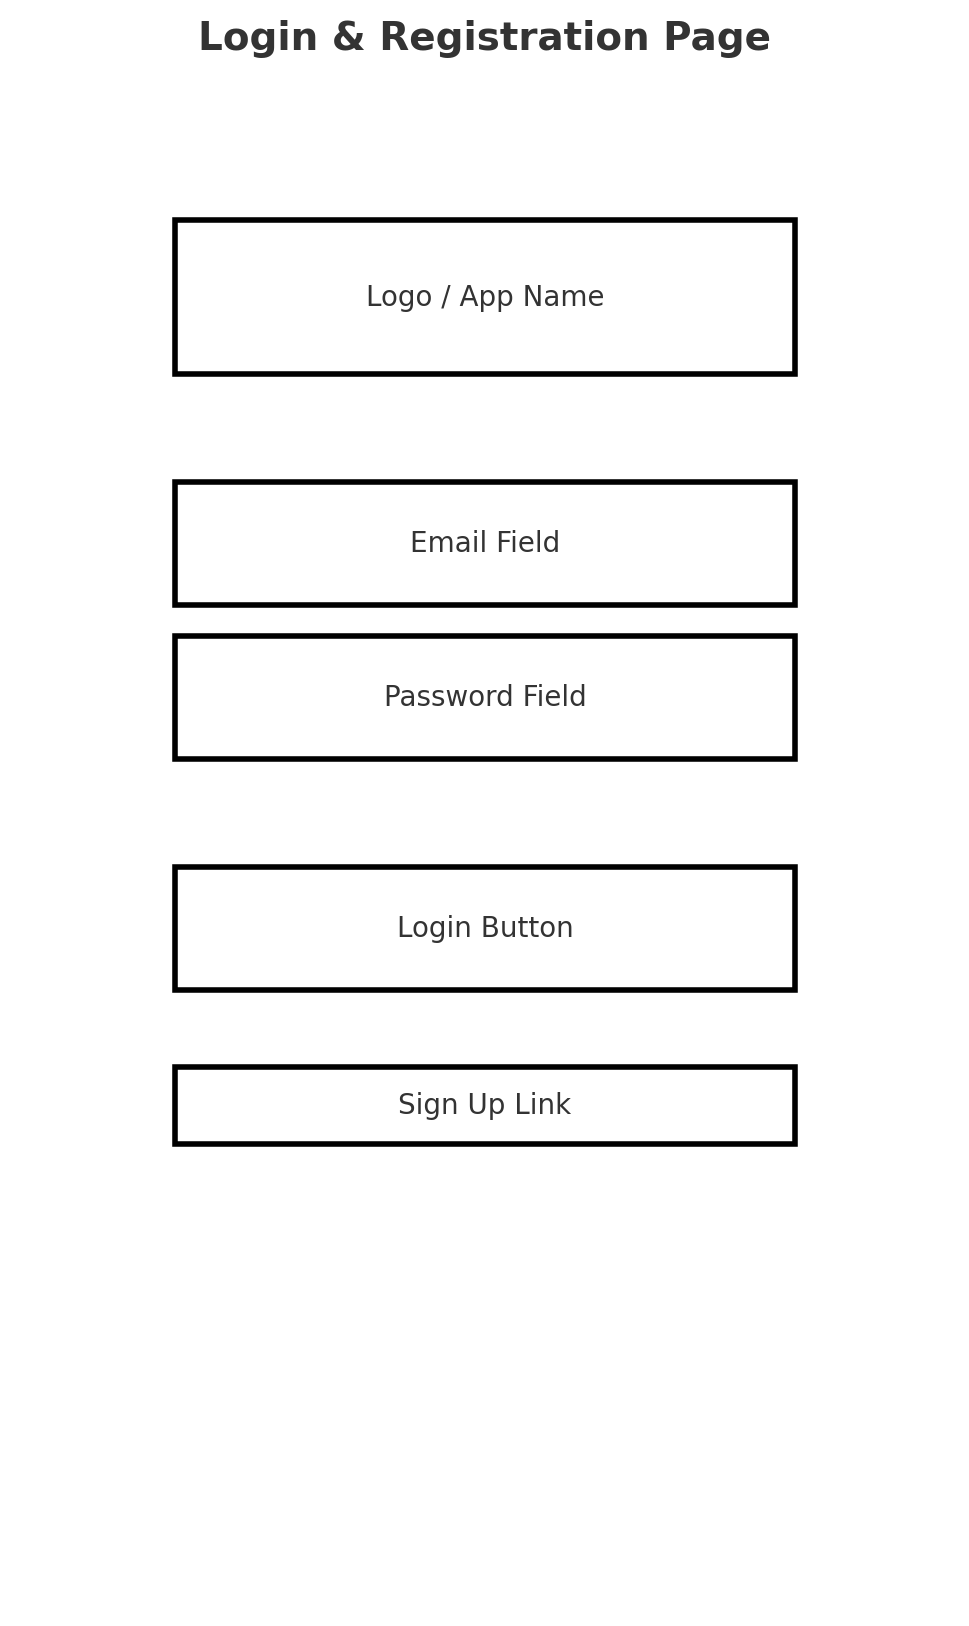 Login & Registration Page
Logo / App Name
Email Field
Password Field
Login Button
Sign Up Link